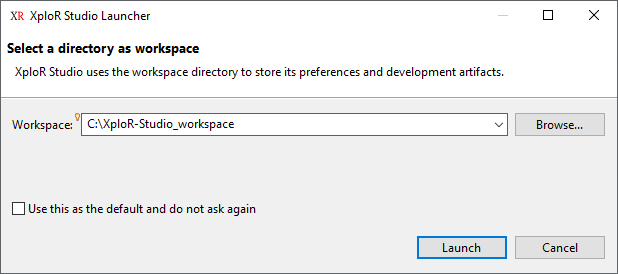 XR XploR Studio Launcher
Select a directory as workspace
XploR Studio uses the workspace directory to store its preferences and development artifacts.
Workspace: C:\XploR-Studio_workspace Browse...
Use this as the default and do not ask again
Launch Cancel